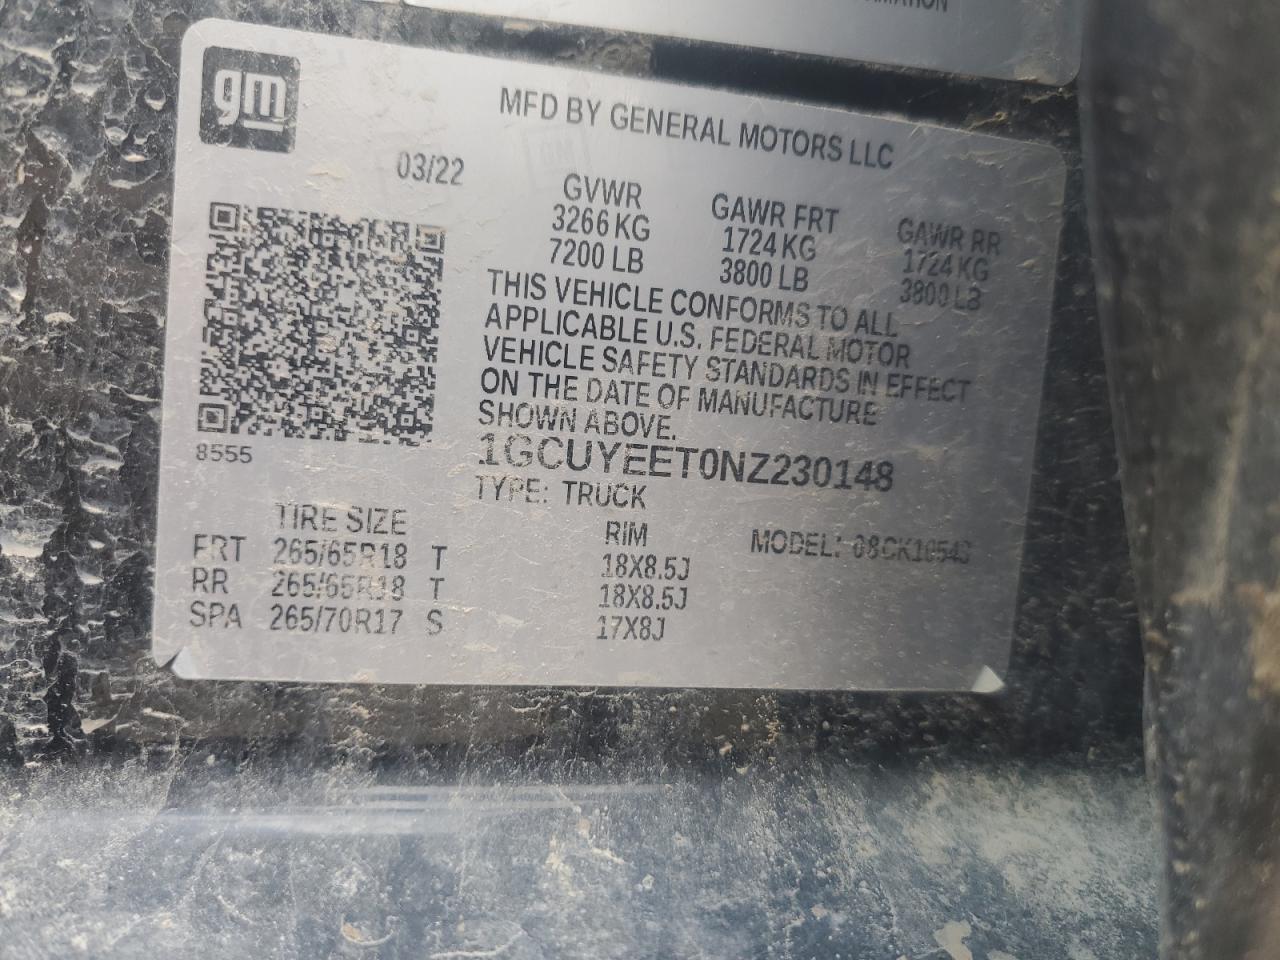 MATION
gm
MFD BY GENERAL MOTORS LLC
03/22
GVWR GAWR FRT GAWR RR
3266 KG 1724 KG 1724 KG
7200 LB 3800 LB 3800 LB
THIS VEHICLE CONFORMS TO ALL
APPLICABLE U.S. FEDERAL MOTOR
VEHICLE SAFETY STANDARDS IN EFFECT
ON THE DATE OF MANUFACTURE
SHOWN ABOVE.
8555
1GCUYEET0NZ230148
TYPE: TRUCK
TIRE SIZE RIM MODEL:
FRT 265/65R18 T 18X8.5J
RR 265/65R18 T 18X8.5J
SPA 265/70R17 S 17X8J